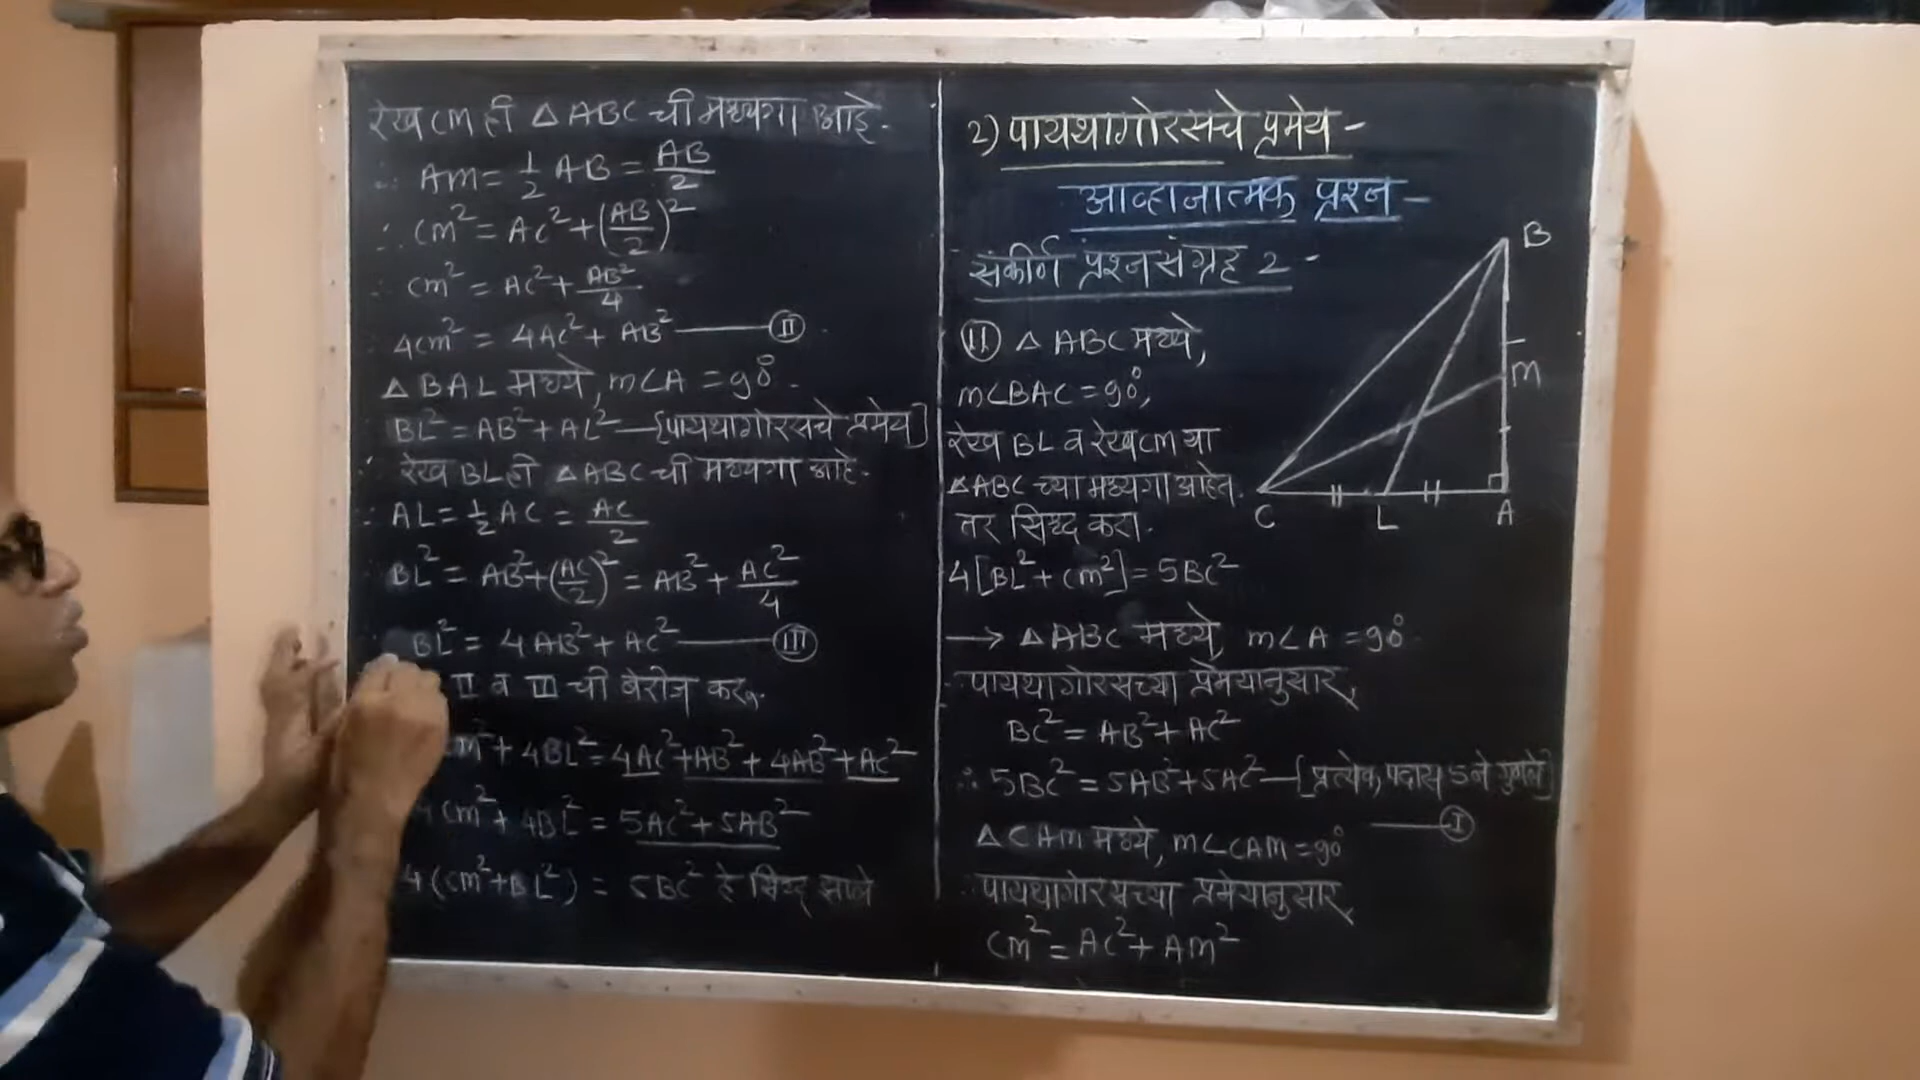 2) पायथागोरसचे प्रमेय -
आव्हानात्मक प्रश्न -
संकीर्ण प्रश्नसंग्रह 2 -
11 △ ABC मध्ये,
m∠BAC = 90°,
रेख BL व रेख CM या
△ABC च्या मध्यगा आहेत.
तर सिध्द करा.
4[BL² + CM²] = 5BC²
B
M
C L A
→ △ABC मध्ये, m∠A = 90°
∴ पायथागोरसच्या प्रमेयानुसार,
BC² = AB² + AC²
∴ 5BC² = 5AB² + 5AC² — [प्रत्येक पदास 5 ने गुणले]
— I
△CAM मध्ये, m∠CAM = 90°
∴ पायथागोरसच्या प्रमेयानुसार,
CM² = AC² + AM²
रेख CM ही △ABC ची मध्यगा आहे.
∴ AM = 1/2 AB = AB/2
∴ CM² = AC² + (AB/2)²
∴ CM² = AC² + AB²/4
4CM² = 4AC² + AB² — II
△ BAL मध्ये, m∠A = 90°.
BL² = AB² + AL² — [पायथागोरसचे प्रमेय]
∴ रेख BL ही △ABC ची मध्यगा आहे.
∴ AL = 1/2 AC = AC/2
BL² = AB² + (AC/2)² = AB² + AC²/4
BL² = 4AB² + AC² — III
II व III ची बेरीज करू.
M² + 4BL² = 4AC² + AB² + 4AB² + AC²
4CM² + 4BL² = 5AC² + 5AB²
4(CM² + BL²) = 5BC² हे सिध्द झाले